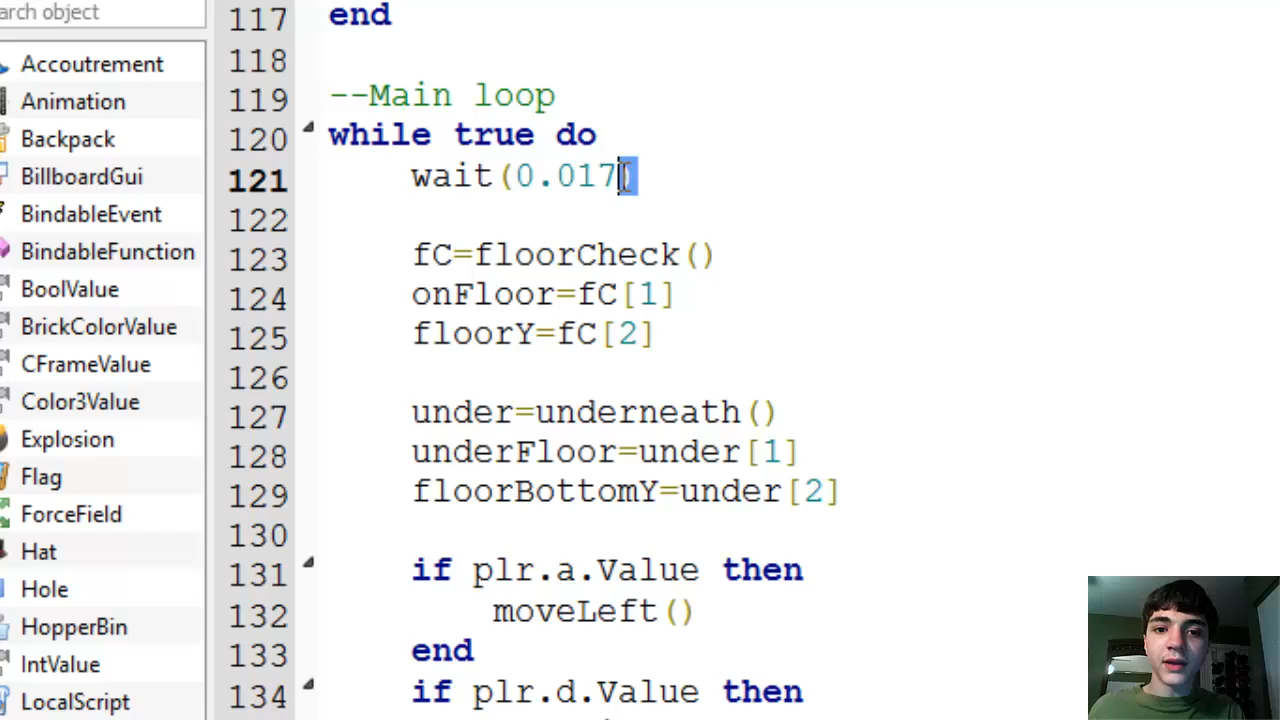 arch object
Accoutrement
Animation
Backpack
BillboardGui
BindableEvent
BindableFunction
BoolValue
BrickColorValue
CFrameValue
Color3Value
Explosion
Flag
ForceField
Hat
Hole
HopperBin
IntValue
LocalScript
117 end
118
119 --Main loop
120 while true do
121 wait(0.017)
122
123 fC=floorCheck()
124 onFloor=fC[1]
125 floorY=fC[2]
126
127 under=underneath()
128 underFloor=under[1]
129 floorBottomY=under[2]
130
131 if plr.a.Value then
132 moveLeft()
133 end
134 if plr.d.Value then